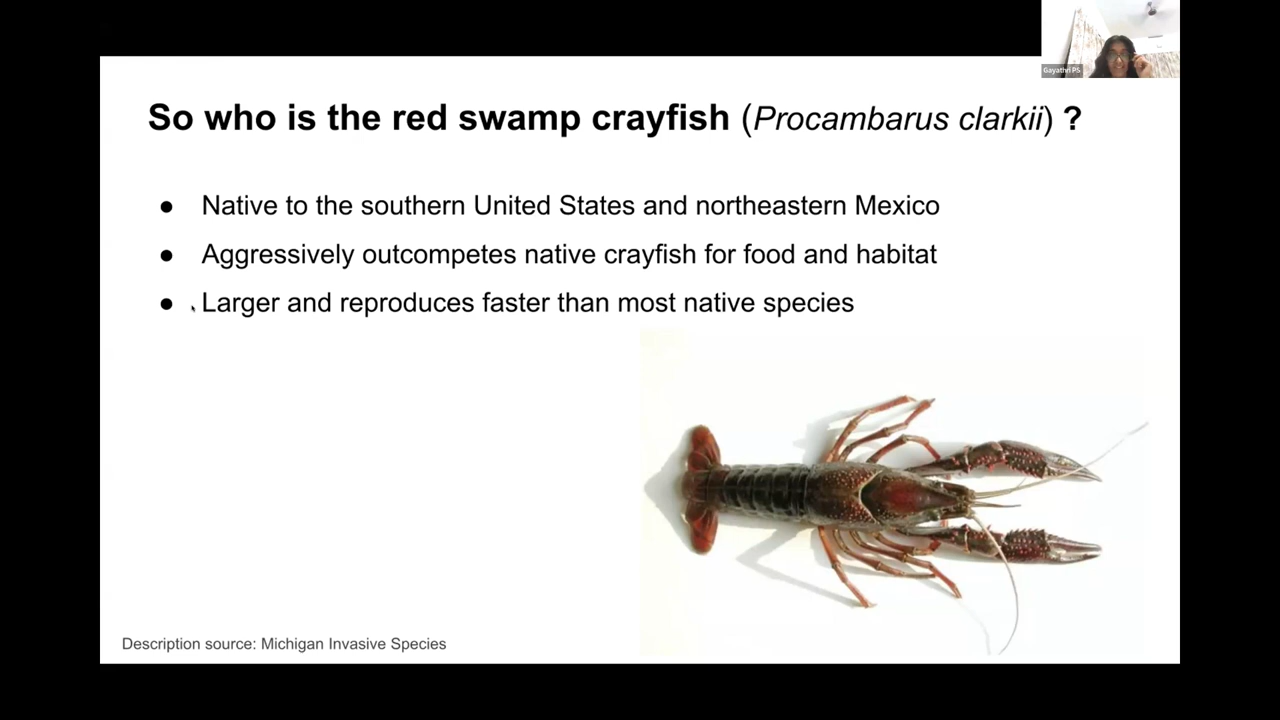 Gayathri PS
So who is the red swamp crayfish (Procambarus clarkii) ?
● Native to the southern United States and northeastern Mexico
● Aggressively outcompetes native crayfish for food and habitat
● Larger and reproduces faster than most native species
Description source: Michigan Invasive Species